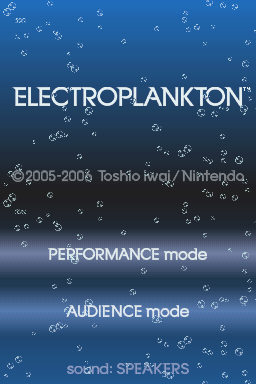 ELECTROPLANKTON™
©2005-2006 Toshio Iwai / Nintendo
PERFORMANCE mode
AUDIENCE mode
sound: SPEAKERS